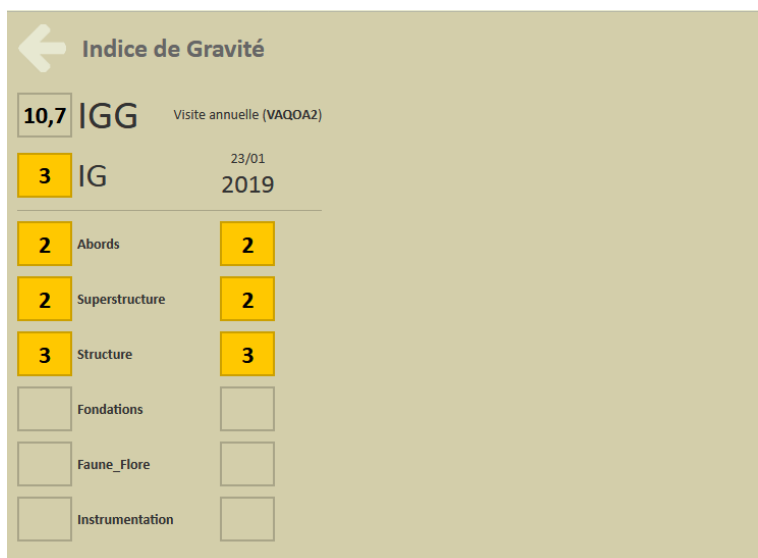 Indice de Gravité
10,7 IGG Visite annuelle (VAQOA2)
3 IG 23/01
2019
2 Abords 2
2 Superstructure 2
3 Structure 3
Fondations
Faune_Flore
Instrumentation